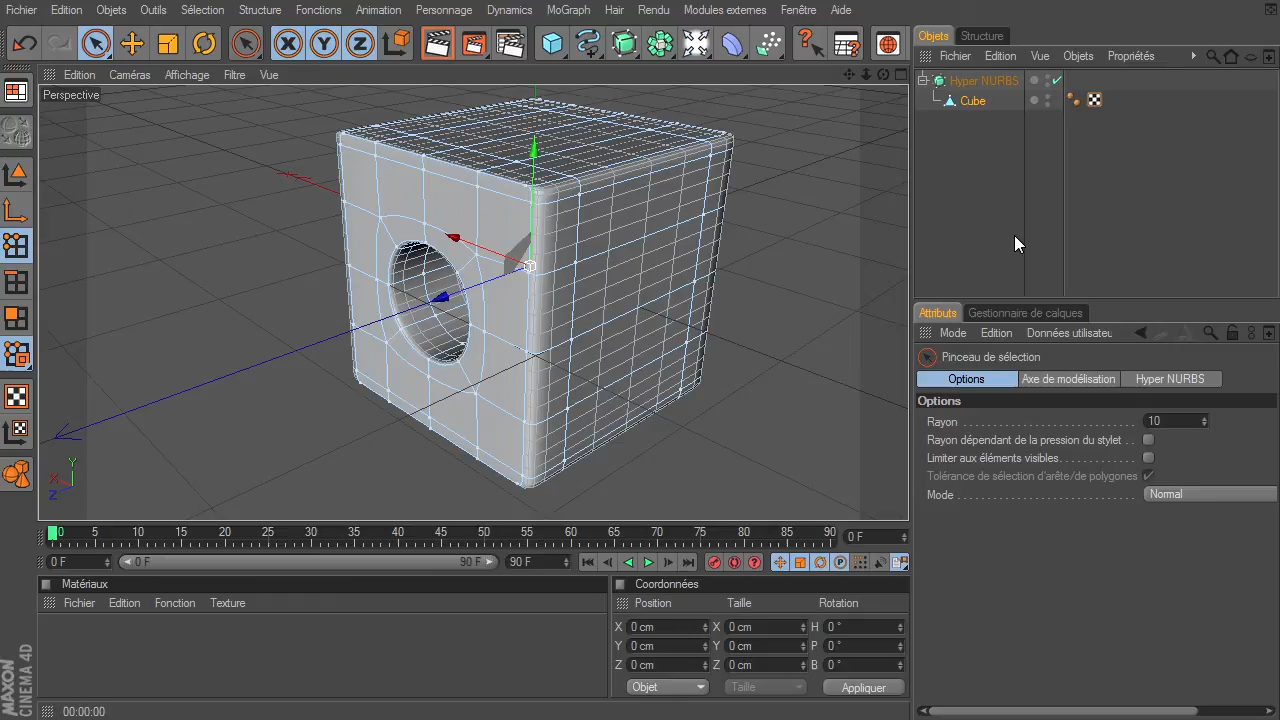 Fichier Edition Objets Outils Sélection Structure Fonctions Animation Personnage Dynamics MoGraph Hair Rendu Modules externes Fenêtre Aide
Objets Structure
Fichier Edition Vue Objets Propriétés
Edition Caméras Affichage Filtre Vue
Perspective
Hyper NURBS
Cube
X Y Z
Y
X
Z
Attributs Gestionnaire de calques
Mode Edition Données utilisateu
Pinceau de sélection
Options Axe de modélisation Hyper NURBS
Options
Rayon 10
Rayon dépendant de la pression du stylet
Limiter aux éléments visibles
Tolérance de sélection d'arête/de polygones
Mode Normal
0 5 10 15 20 25 30 35 40 45 50 55 60 65 70 75 80 85 90 0 F
0 F 0 F 90 F 90 F
Matériaux
Fichier Edition Fonction Texture
Coordonnées
Position Taille Rotation
X 0 cm X 0 cm H 0 °
Y 0 cm Y 0 cm P 0 °
Z 0 cm Z 0 cm B 0 °
Objet Taille Appliquer
MAXON
CINEMA 4D
00:00:00